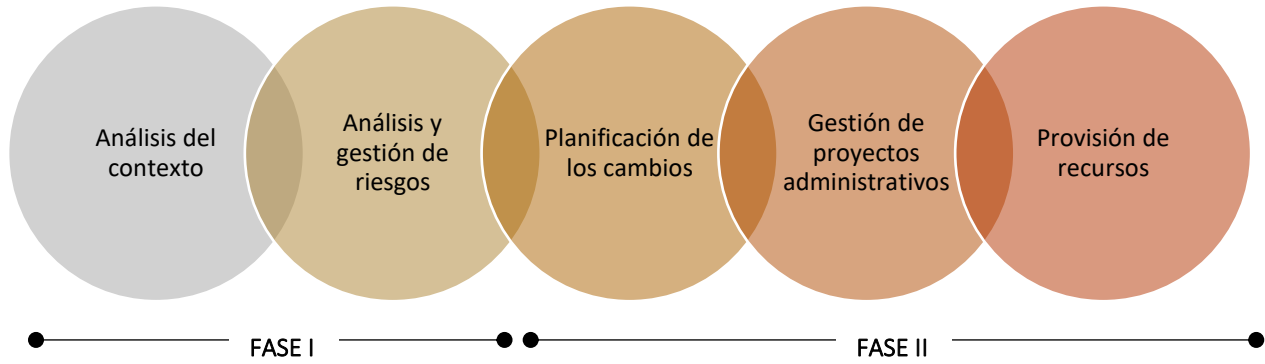 Análisis del
contexto
Análisis y
gestión de
riesgos
Planificación de
los cambios
Gestión de
proyectos
administrativos
Provisión de
recursos
FASE I
FASE II